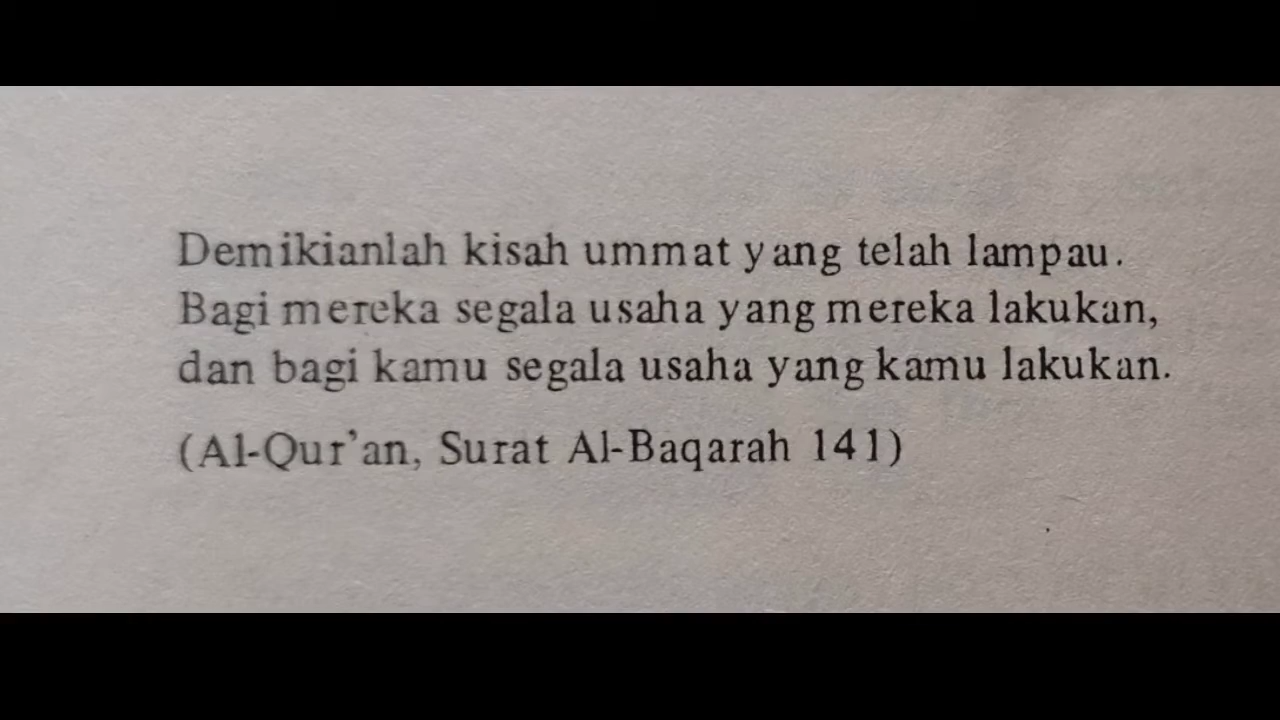 Demikianlah kisah ummat yang telah lampau.
Bagi mereka segala usaha yang mereka lakukan,
dan bagi kamu segala usaha yang kamu lakukan.
(Al-Qur'an, Surat Al-Baqarah 141)